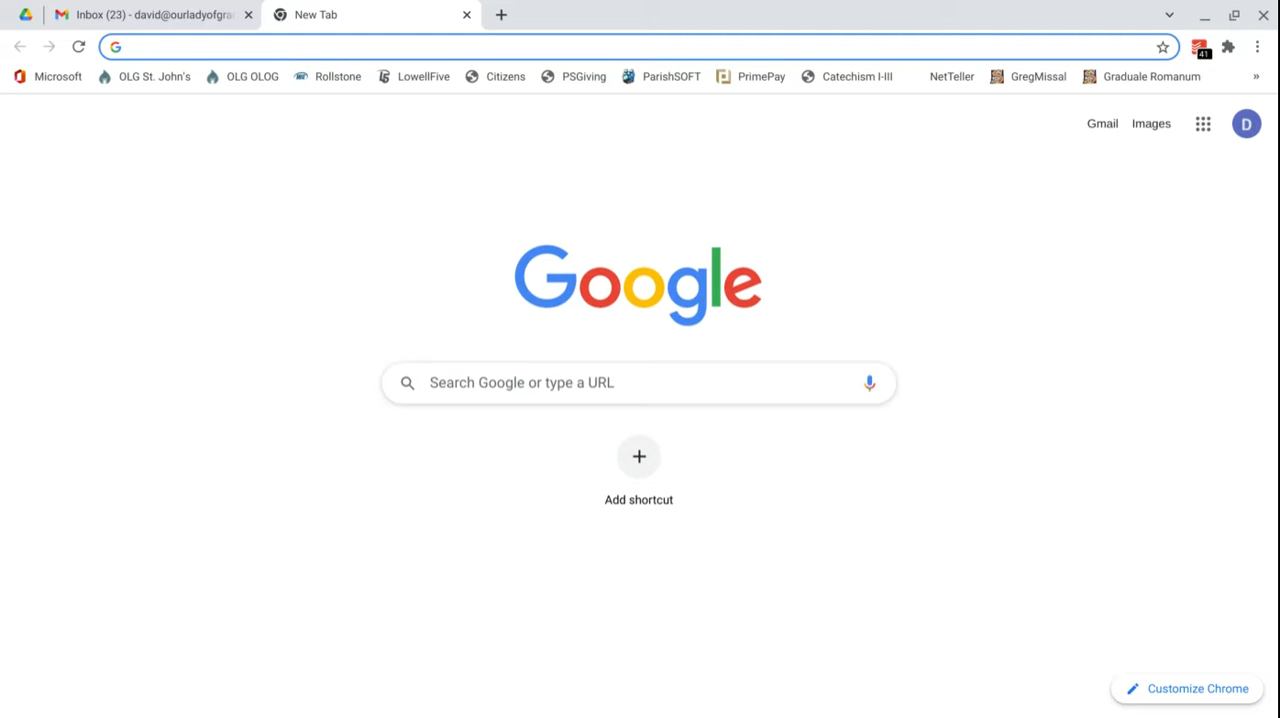 Inbox (23) - david@ourladyofgra
New Tab
41
Microsoft OLG St. John's OLG OLOG Rollstone LowellFive Citizens PSGiving ParishSOFT PrimePay Catechism I-III NetTeller GregMissal Graduale Romanum »
Gmail Images D
Google
Search Google or type a URL
Add shortcut
Customize Chrome